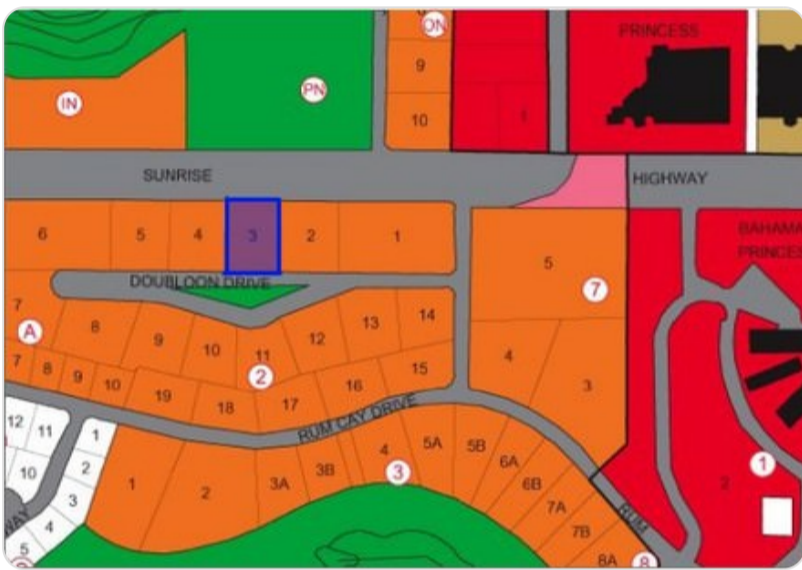 ON
PRINCESS
9
IN
PN
10
1
SUNRISE
HIGHWAY
6
5
4
3
2
1
BAHAMA
PRINCES
5
7
DOUBLOON DRIVE
7
A
8
9
10
11
12
13
14
2
4
3
7
8
9
10
19
18
17
16
15
RUM CAY DRIVE
12
11
1
10
2
3
4
5
WAY
1
2
3A
3B
4
3
5A
5B
6A
6B
7A
7B
8A
8
RUM
2
1